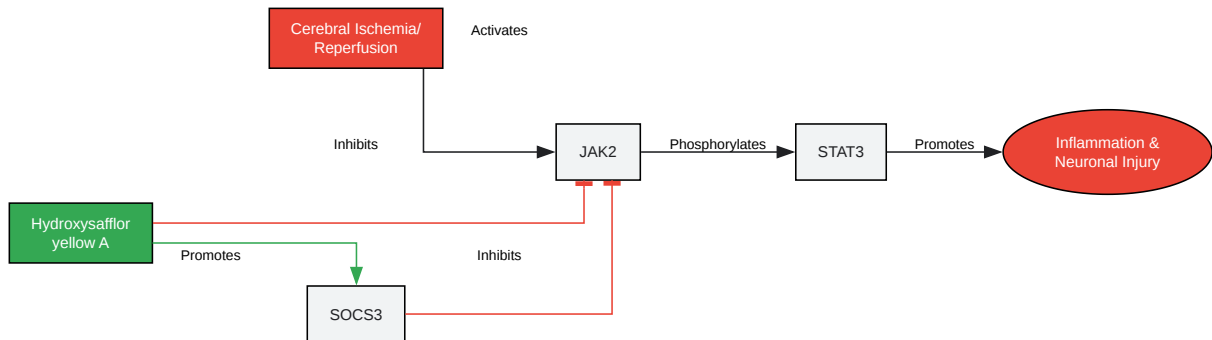 Cerebral Ischemia/
Reperfusion
Activates
Inhibits
JAK2
Phosphorylates
STAT3
Promotes
Inflammation &
Neuronal Injury
Hydroxysafflor
yellow A
Promotes
Inhibits
SOCS3